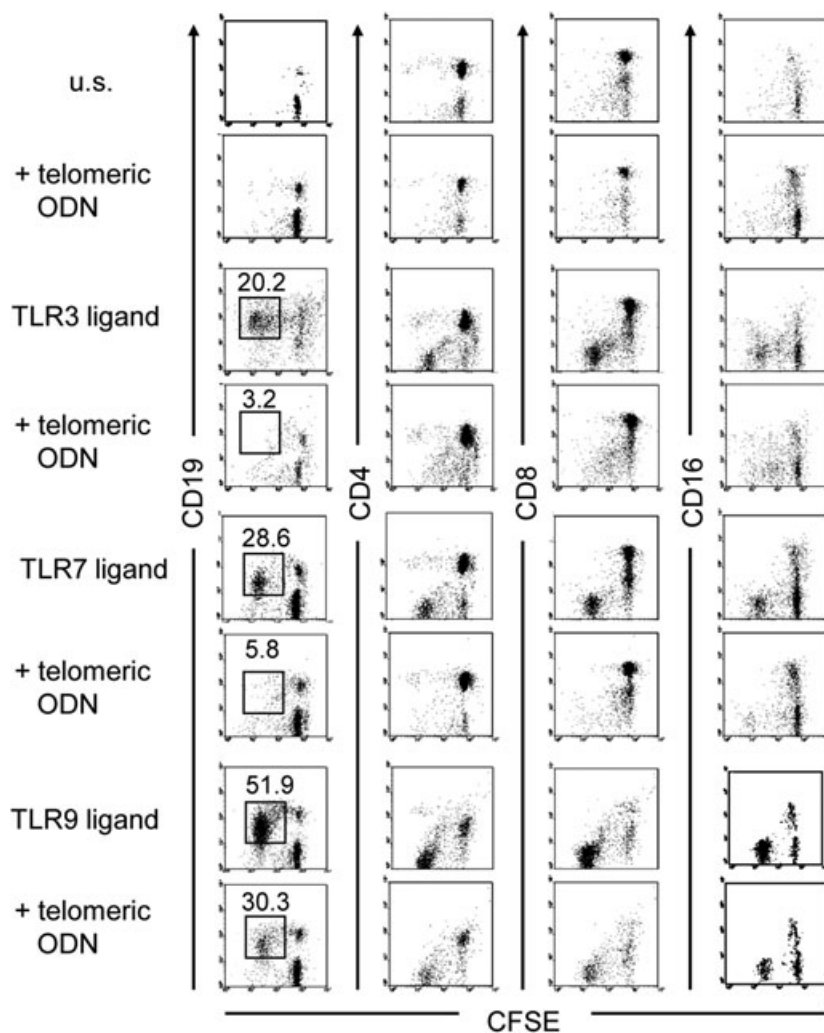 u.s.
+ telomeric
ODN
TLR3 ligand
20.2
+ telomeric
ODN
3.2
CD19
CD4
CD8
CD16
TLR7 ligand
28.6
+ telomeric
ODN
5.8
TLR9 ligand
51.9
+ telomeric
ODN
30.3
CFSE